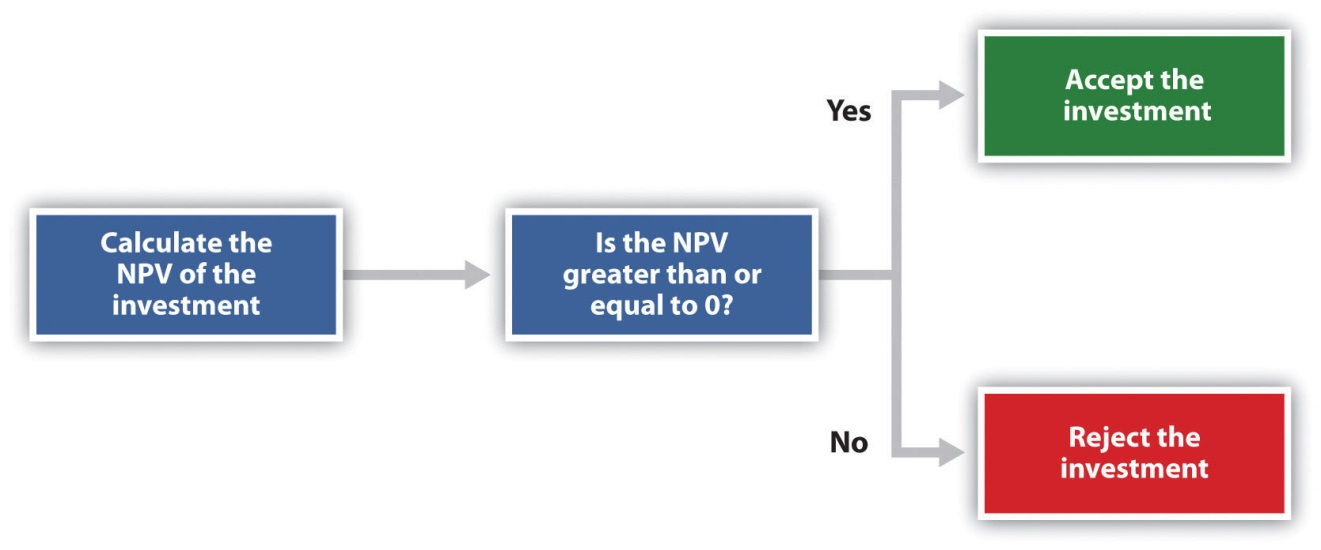 Calculate the
NPV of the
investment
Is the NPV
greater than or
equal to 0?
Yes
Accept the
investment
No
Reject the
investment